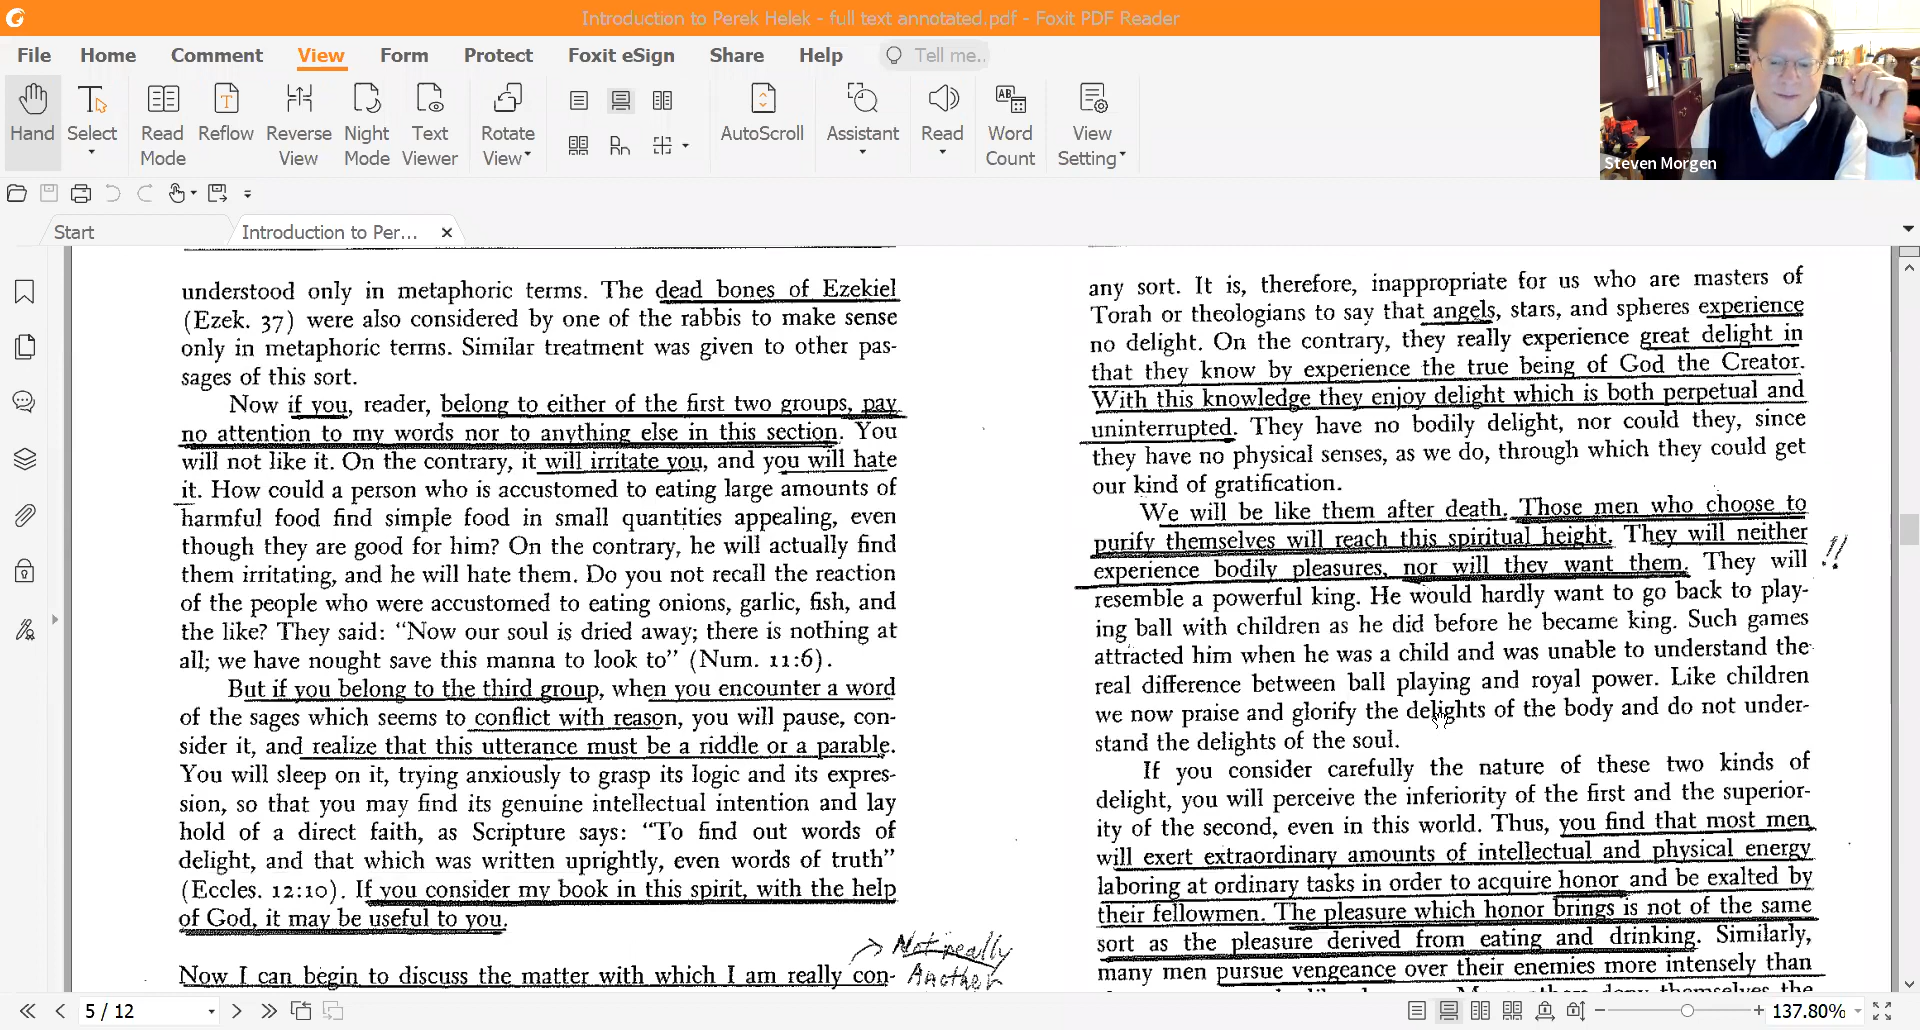 Introduction to Perek Helek - full text annotated.pdf - Foxit PDF Reader
File Home Comment View Form Protect Foxit eSign Share Help Tell me..
Hand Select Read Mode Reflow Reverse View Night Mode Text Viewer Rotate View AutoScroll Assistant Read Word Count View Setting
Steven Morgen
Start Introduction to Per...
understood only in metaphoric terms. The dead bones of Ezekiel
(Ezek. 37) were also considered by one of the rabbis to make sense
only in metaphoric terms. Similar treatment was given to other pas-
sages of this sort.
Now if you, reader, belong to either of the first two groups, pay
no attention to my words nor to anything else in this section. You
will not like it. On the contrary, it will irritate you, and you will hate
it. How could a person who is accustomed to eating large amounts of
harmful food find simple food in small quantities appealing, even
though they are good for him? On the contrary, he will actually find
them irritating, and he will hate them. Do you not recall the reaction
of the people who were accustomed to eating onions, garlic, fish, and
the like? They said: “Now our soul is dried away; there is nothing at
all; we have nought save this manna to look to” (Num. 11:6).
But if you belong to the third group, when you encounter a word
of the sages which seems to conflict with reason, you will pause, con-
sider it, and realize that this utterance must be a riddle or a parable.
You will sleep on it, trying anxiously to grasp its logic and its expres-
sion, so that you may find its genuine intellectual intention and lay
hold of a direct faith, as Scripture says: “To find out words of
delight, and that which was written uprightly, even words of truth”
(Eccles. 12:10). If you consider my book in this spirit, with the help
of God, it may be useful to you.
Not really
Now I can begin to discuss the matter with which I am really con-
Another
any sort. It is, therefore, inappropriate for us who are masters of
Torah or theologians to say that angels, stars, and spheres experience
no delight. On the contrary, they really experience great delight in
that they know by experience the true being of God the Creator.
With this knowledge they enjoy delight which is both perpetual and
uninterrupted. They have no bodily delight, nor could they, since
they have no physical senses, as we do, through which they could get
our kind of gratification.
We will be like them after death. Those men who choose to
purify themselves will reach this spiritual height. They will neither
experience bodily pleasures, nor will they want them. They will
!!
resemble a powerful king. He would hardly want to go back to play-
ing ball with children as he did before he became king. Such games
attracted him when he was a child and was unable to understand the
real difference between ball playing and royal power. Like children
we now praise and glorify the delights of the body and do not under-
stand the delights of the soul.
If you consider carefully the nature of these two kinds of
delight, you will perceive the inferiority of the first and the superior-
ity of the second, even in this world. Thus, you find that most men
will exert extraordinary amounts of intellectual and physical energy
laboring at ordinary tasks in order to acquire honor and be exalted by
their fellowmen. The pleasure which honor brings is not of the same
sort as the pleasure derived from eating and drinking. Similarly,
many men pursue vengeance over their enemies more intensely than
5 / 12
137.80%